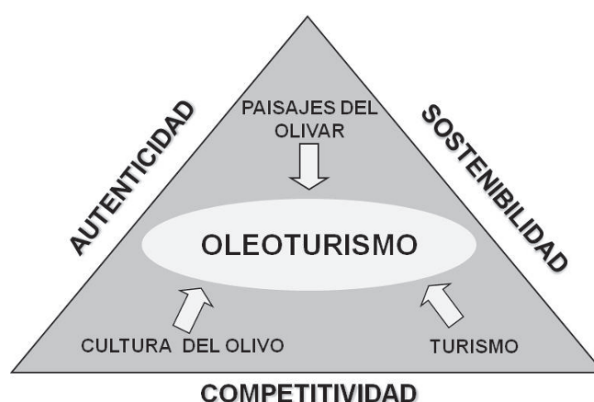 PAISAJES DEL
OLIVAR
AUTENTICIDAD
SOSTENIBILIDAD
OLEOTURISMO
CULTURA DEL OLIVO
TURISMO
COMPETITIVIDAD